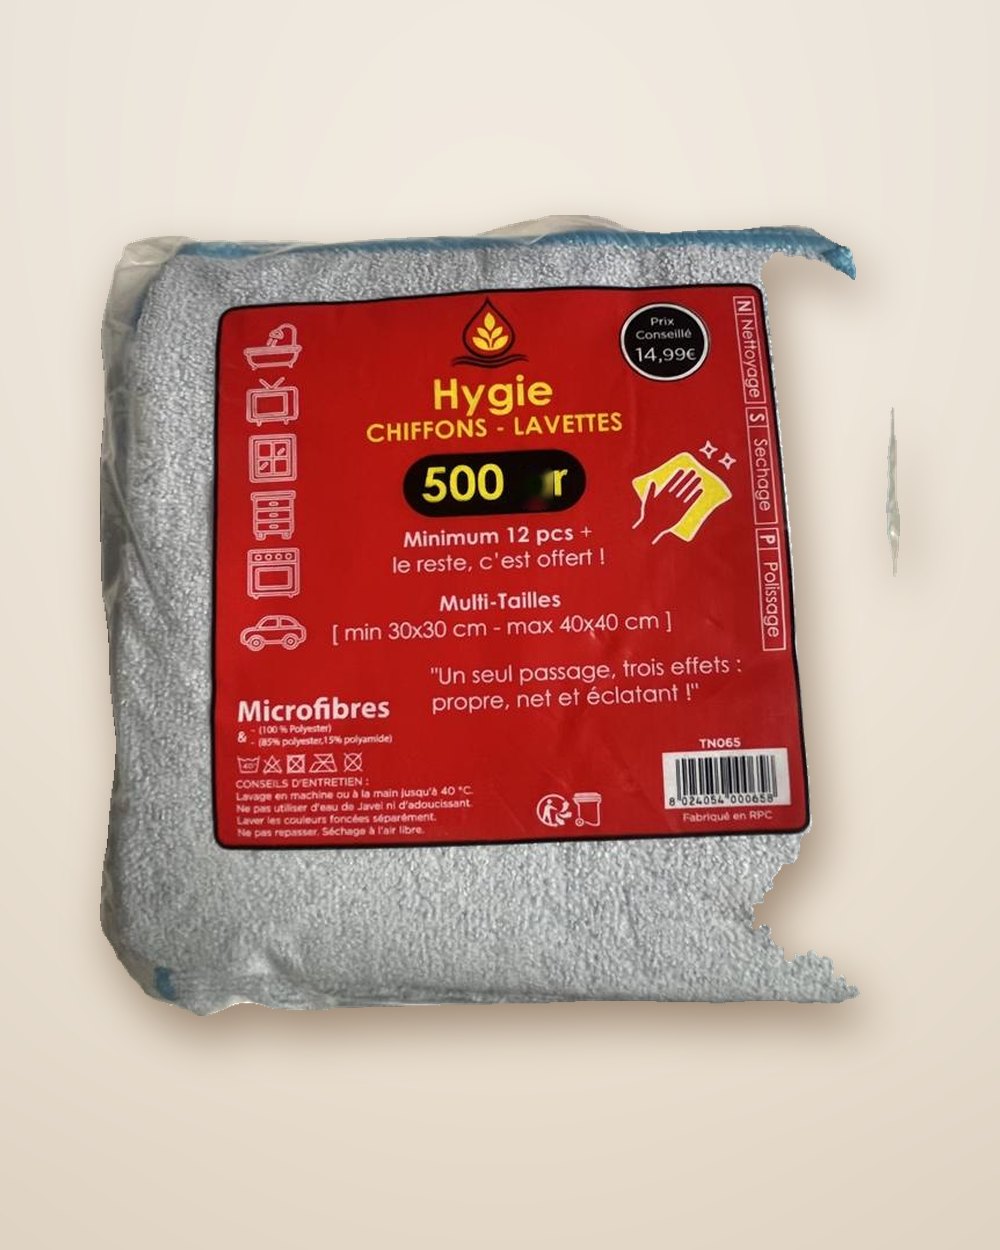 Prix
Conseillé
14,99€
Hygie
CHIFFONS - LAVETTES
500 r
Minimum 12 pcs +
le reste, c'est offert !
Multi-Tailles
[ min 30x30 cm - max 40x40 cm ]
"Un seul passage, trois effets :
propre, net et éclatant !"
N Nettoyage
S Sechage
P Polissage
Microfibres
& - (100 % Polyester)
- (85% polyester,15% polyamide)
40°
CONSEILS D'ENTRETIEN :
Lavage en machine ou à la main jusqu'à 40 °C.
Ne pas utiliser d'eau de Javel ni d'adoucissant.
Laver les couleurs foncées séparément.
Ne pas repasser. Séchage à l'air libre.
TN065
8 024054 000658
Fabriqué en RPC